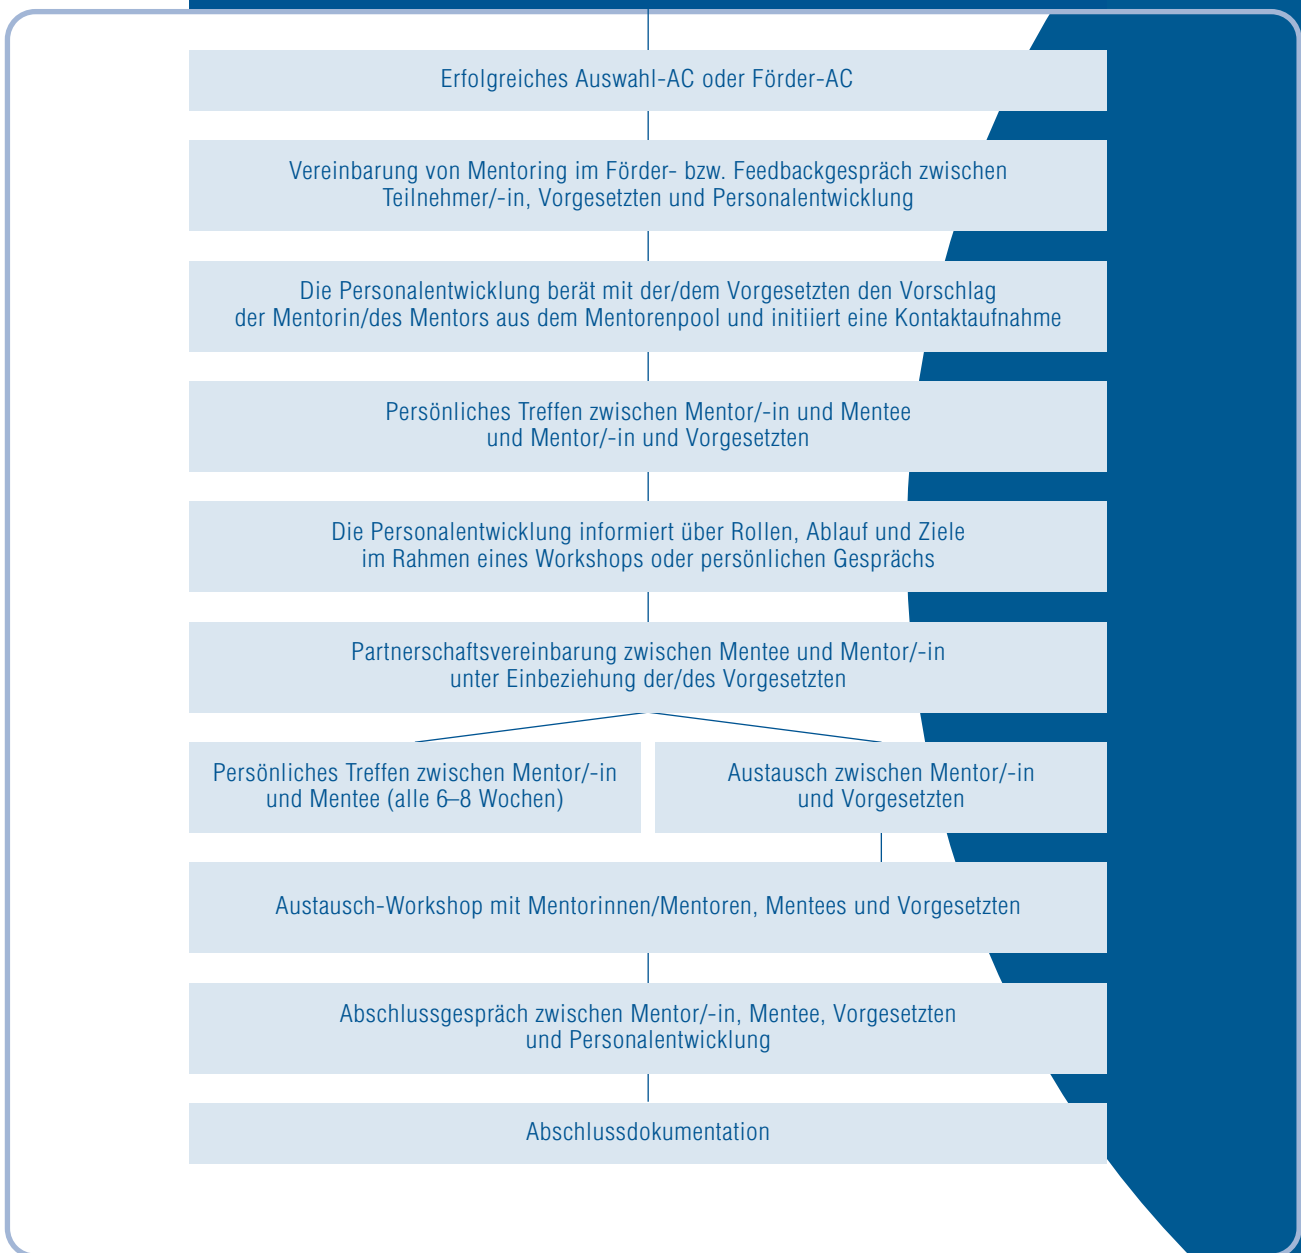 Erfolgreiches Auswahl-AC oder Förder-AC
Vereinbarung von Mentoring im Förder- bzw. Feedbackgespräch zwischen
Teilnehmer/-in, Vorgesetzten und Personalentwicklung
Die Personalentwicklung berät mit der/dem Vorgesetzten den Vorschlag
der Mentorin/des Mentors aus dem Mentorenpool und initiiert eine Kontaktaufnahme
Persönliches Treffen zwischen Mentor/-in und Mentee
und Mentor/-in und Vorgesetzten
Die Personalentwicklung informiert über Rollen, Ablauf und Ziele
im Rahmen eines Workshops oder persönlichen Gesprächs
Partnerschaftsvereinbarung zwischen Mentee und Mentor/-in
unter Einbeziehung der/des Vorgesetzten
Persönliches Treffen zwischen Mentor/-in
und Mentee (alle 6–8 Wochen)
Austausch zwischen Mentor/-in
und Vorgesetzten
Austausch-Workshop mit Mentorinnen/Mentoren, Mentees und Vorgesetzten
Abschlussgespräch zwischen Mentor/-in, Mentee, Vorgesetzten
und Personalentwicklung
Abschlussdokumentation